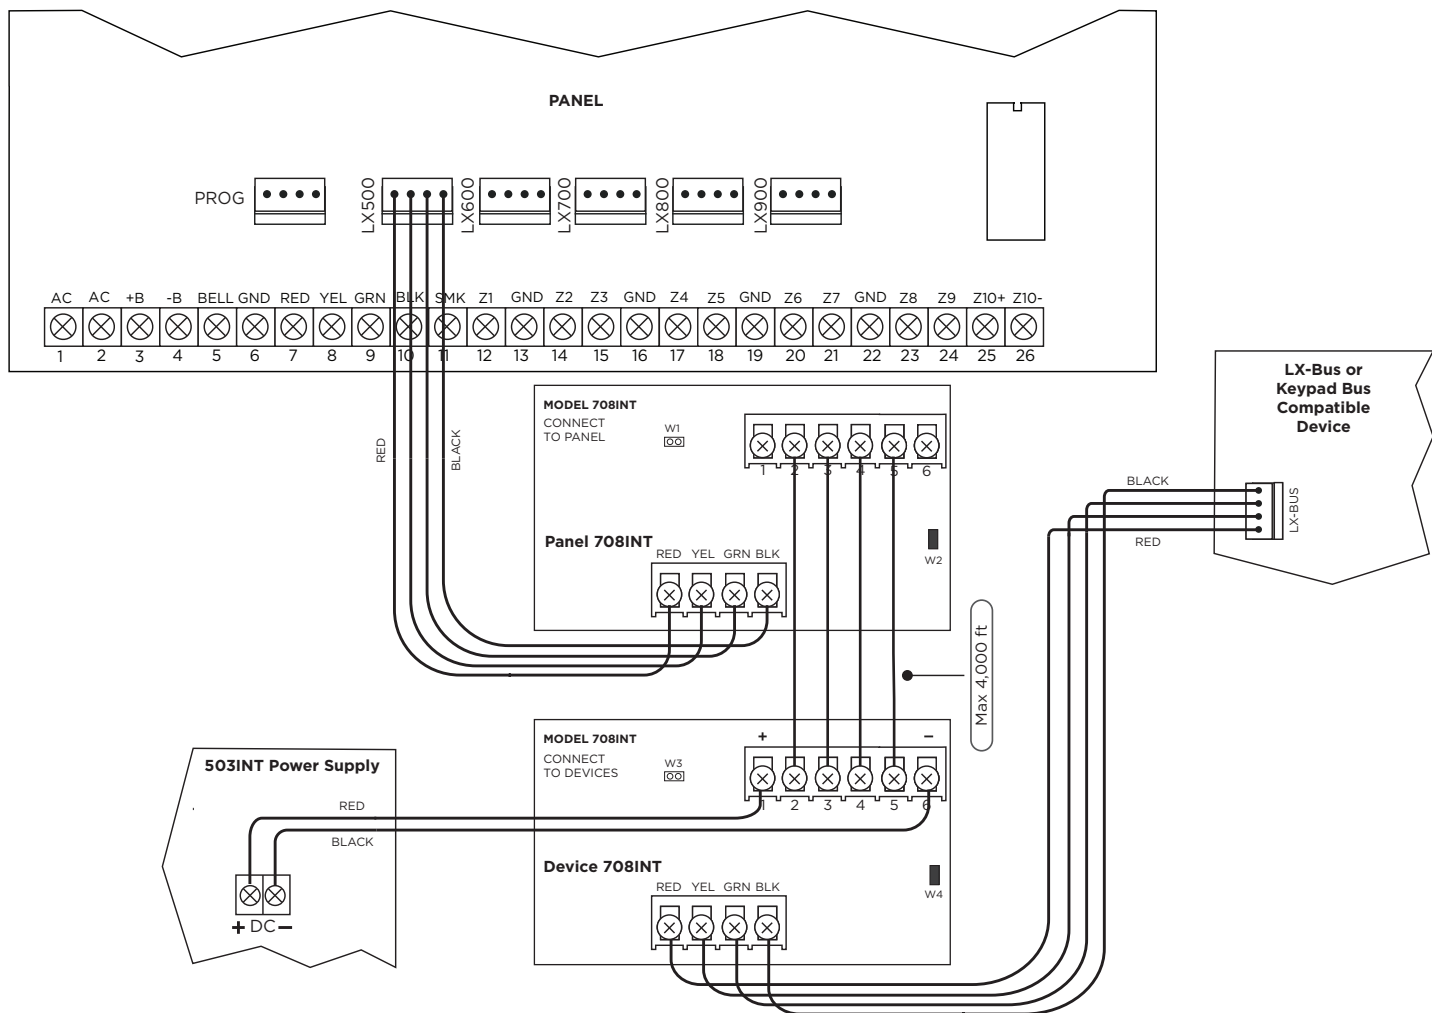 PANEL
PROG
LX500
LX600
LX700
LX800
LX900
AC AC +B -B BELL GND RED YEL GRN BLK SMK Z1 GND Z2 Z3 GND Z4 Z5 GND Z6 Z7 GND Z8 Z9 Z10+ Z10-
1 2 3 4 5 6 7 8 9 10 11 12 13 14 15 16 17 18 19 20 21 22 23 24 25 26
RED
BLACK
MODEL 708INT
CONNECT
TO PANEL
W1
1 2 3 4 5 6
Panel 708INT
RED YEL GRN BLK
W2
LX-Bus or
Keypad Bus
Compatible
Device
BLACK
RED
LX-BUS
Max 4,000 ft
MODEL 708INT
CONNECT
TO DEVICES
W3
+ −
1 2 3 4 5 6
Device 708INT
RED YEL GRN BLK
W4
503INT Power Supply
RED
BLACK
+ DC −